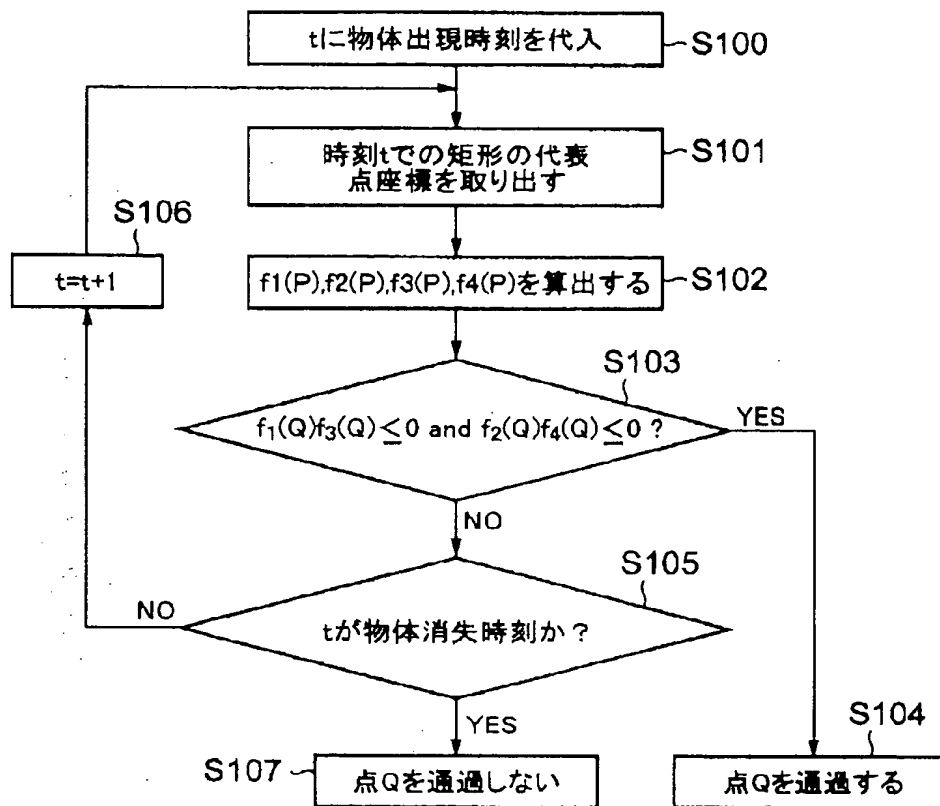 tに物体出現時刻を代入
S100
時刻tでの矩形の代表
点座標を取り出す
S101
S106
t=t+1
f1(P),f2(P),f3(P),f4(P)を算出する
S102
S103
f₁(Q)f₃(Q)≤0 and f₂(Q)f₄(Q)≤0 ?
YES
NO
S105
tが物体消失時刻か？
NO
YES
S104
S107
点Qを通過しない
点Qを通過する